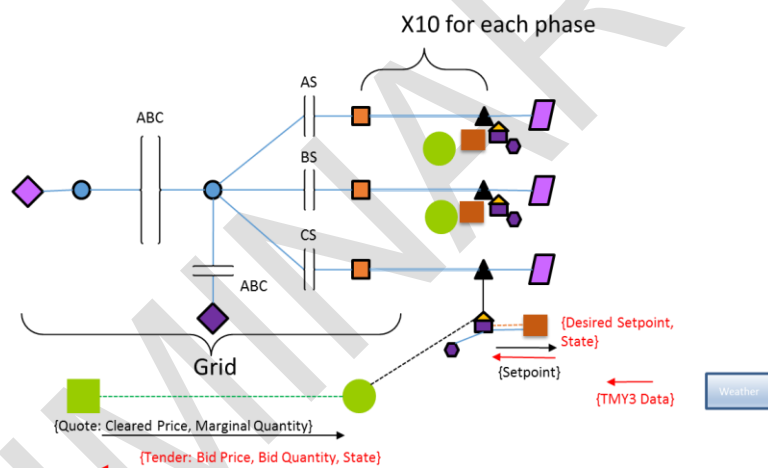 X10 for each phase
AS
ABC
BS
CS
ABC
Grid
{Desired Setpoint,
State}
{Setpoint}
{TMY3 Data}
Weather
{Quote: Cleared Price, Marginal Quantity}
{Tender: Bid Price, Bid Quantity, State}